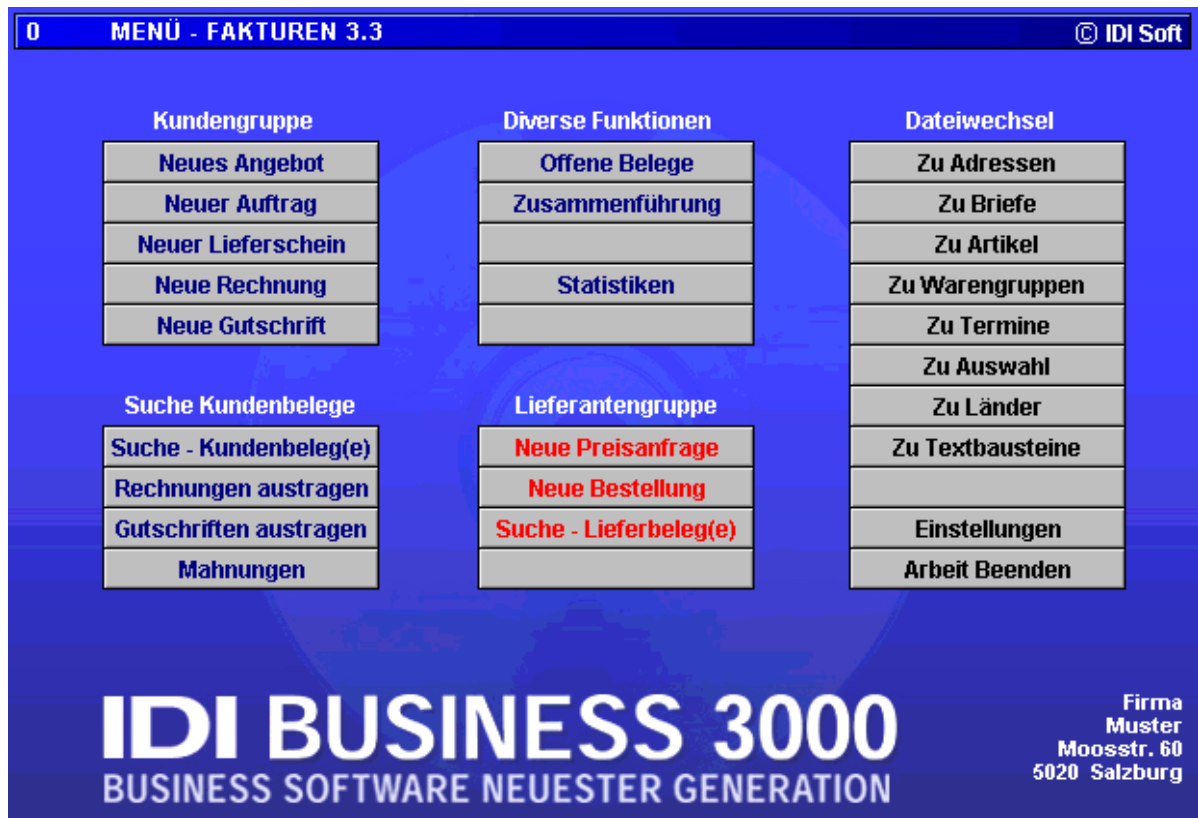 0 MENÜ - FAKTUREN 3.3 © IDI Soft
Kundengruppe
Neues Angebot
Neuer Auftrag
Neuer Lieferschein
Neue Rechnung
Neue Gutschrift
Diverse Funktionen
Offene Belege
Zusammenführung
Statistiken
Dateiwechsel
Zu Adressen
Zu Briefe
Zu Artikel
Zu Warengruppen
Zu Termine
Zu Auswahl
Zu Länder
Zu Textbausteine
Einstellungen
Arbeit Beenden
Suche Kundenbelege
Suche - Kundenbeleg(e)
Rechnungen austragen
Gutschriften austragen
Mahnungen
Lieferantengruppe
Neue Preisanfrage
Neue Bestellung
Suche - Lieferbeleg(e)
IDI BUSINESS 3000
BUSINESS SOFTWARE NEUESTER GENERATION
Firma
Muster
Moosstr. 60
5020 Salzburg